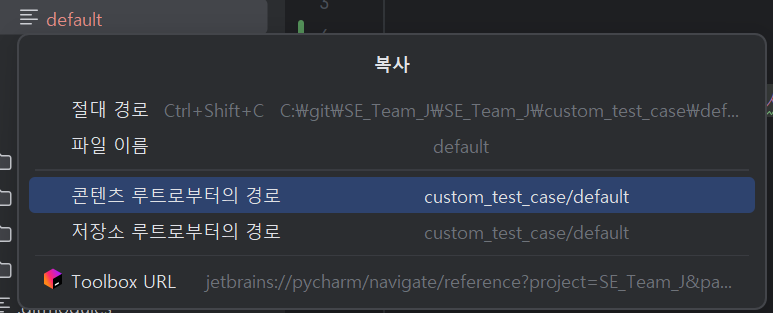 default
3
복사
절대 경로 Ctrl+Shift+C C:₩git₩SE_Team_J₩SE_Team_J₩custom_test_case₩def...
파일 이름 default
콘텐츠 루트로부터의 경로 custom_test_case/default
저장소 루트로부터의 경로 custom_test_case/default
Toolbox URL jetbrains://pycharm/navigate/reference?project=SE_Team_J&pa...